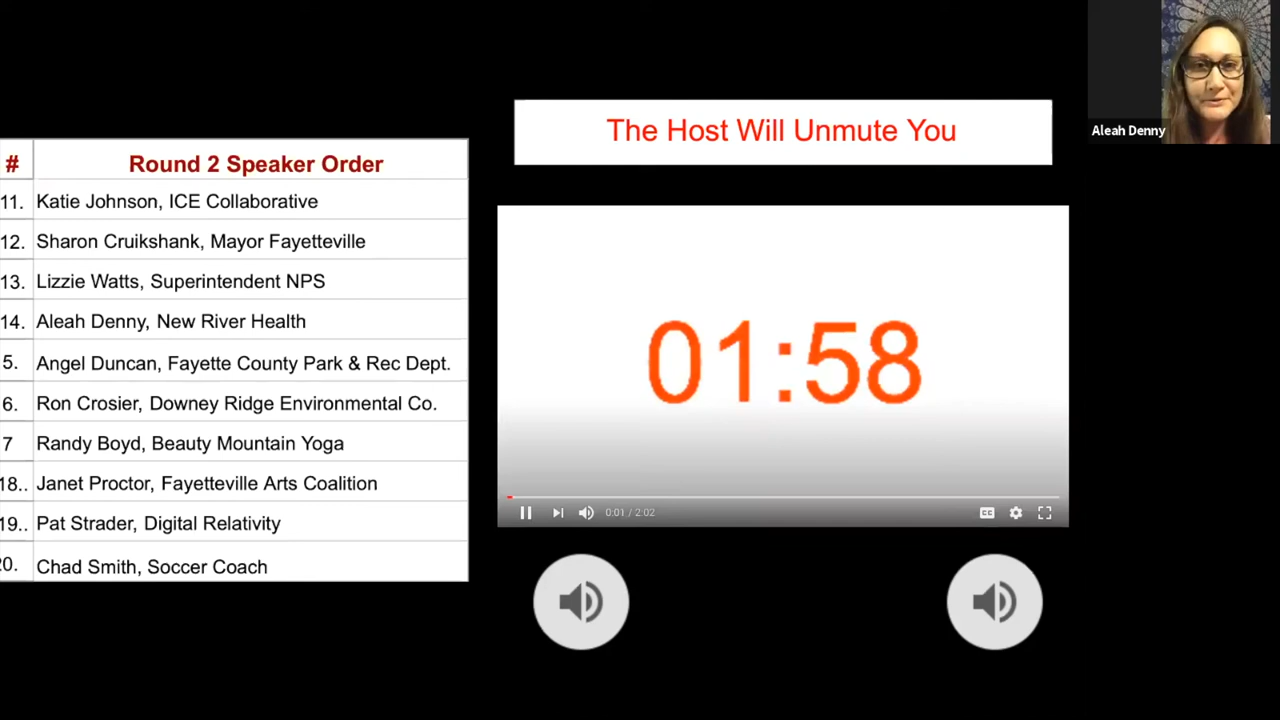 The Host Will Unmute You
Aleah Denny
# Round 2 Speaker Order
11. Katie Johnson, ICE Collaborative
12. Sharon Cruikshank, Mayor Fayetteville
13. Lizzie Watts, Superintendent NPS
14. Aleah Denny, New River Health
5. Angel Duncan, Fayette County Park & Rec Dept.
6. Ron Crosier, Downey Ridge Environmental Co.
7 Randy Boyd, Beauty Mountain Yoga
18.. Janet Proctor, Fayetteville Arts Coalition
19.. Pat Strader, Digital Relativity
20. Chad Smith, Soccer Coach
01:58
0:01 / 2:02
CC